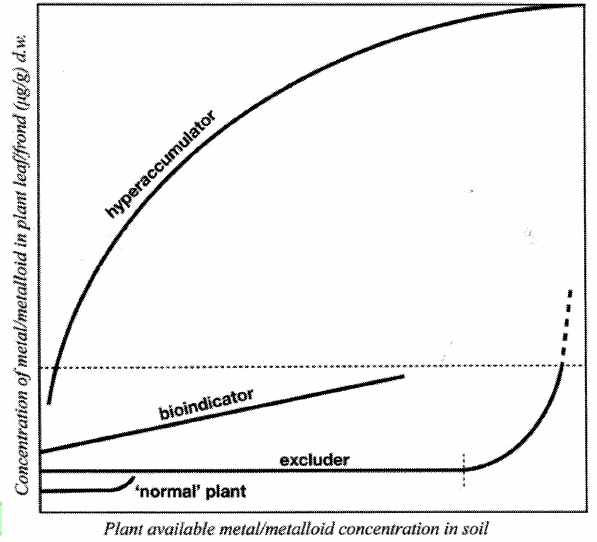 Concentration of metal/metalloid in plant leaf/frond (µg/g) d.w.
hyperaccumulator
bioindicator
excluder
'normal' plant
Plant available metal/metalloid concentration in soil